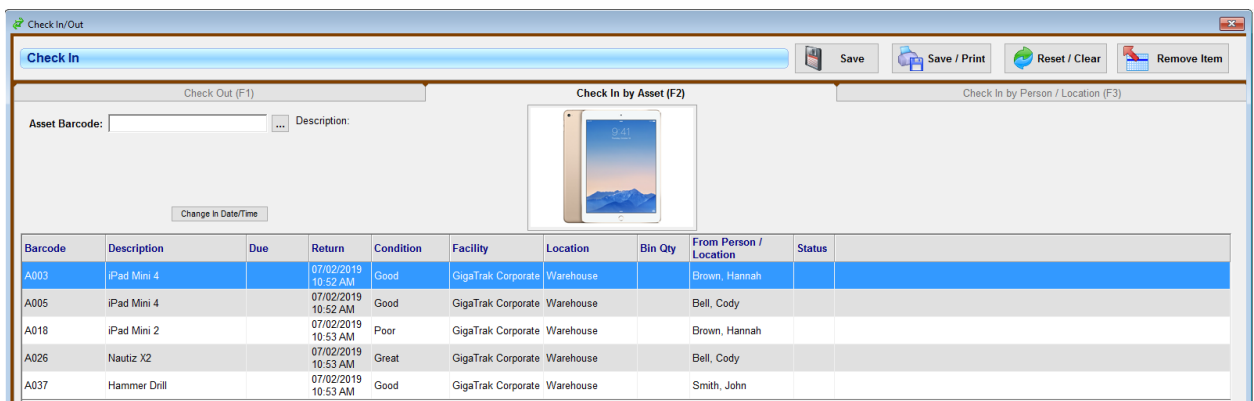 Check In/Out
Check In
Save
Save / Print
Reset / Clear
Remove Item
Check Out (F1)
Check In by Asset (F2)
Check In by Person / Location (F3)
Asset Barcode:
...
Description:
9:41
Change In Date/Time
Barcode Description Due Return Condition Facility Location Bin Qty From Person / Location Status
A003 iPad Mini 4 07/02/2019 10:52 AM Good GigaTrak Corporate Warehouse Brown, Hannah
A005 iPad Mini 4 07/02/2019 10:52 AM Good GigaTrak Corporate Warehouse Bell, Cody
A018 iPad Mini 2 07/02/2019 10:53 AM Poor GigaTrak Corporate Warehouse Brown, Hannah
A026 Nautiz X2 07/02/2019 10:53 AM Great GigaTrak Corporate Warehouse Bell, Cody
A037 Hammer Drill 07/02/2019 10:53 AM Good GigaTrak Corporate Warehouse Smith, John